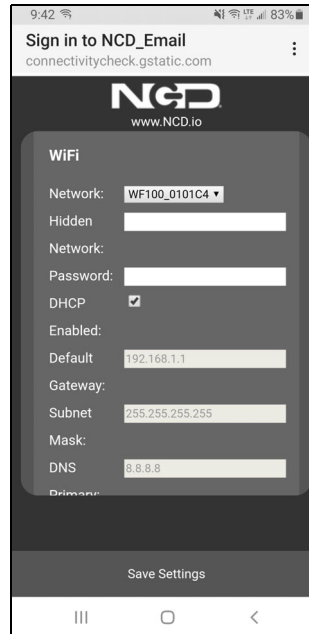 9:42 LTE 83%
Sign in to NCD_Email
connectivitycheck.gstatic.com
NCD
www.NCD.io
WiFi
Network: WF100_0101C4
Hidden
Network:
Password:
DHCP
Enabled:
Default 192.168.1.1
Gateway:
Subnet 255.255.255.255
Mask:
DNS 8.8.8.8
Primary:
Save Settings